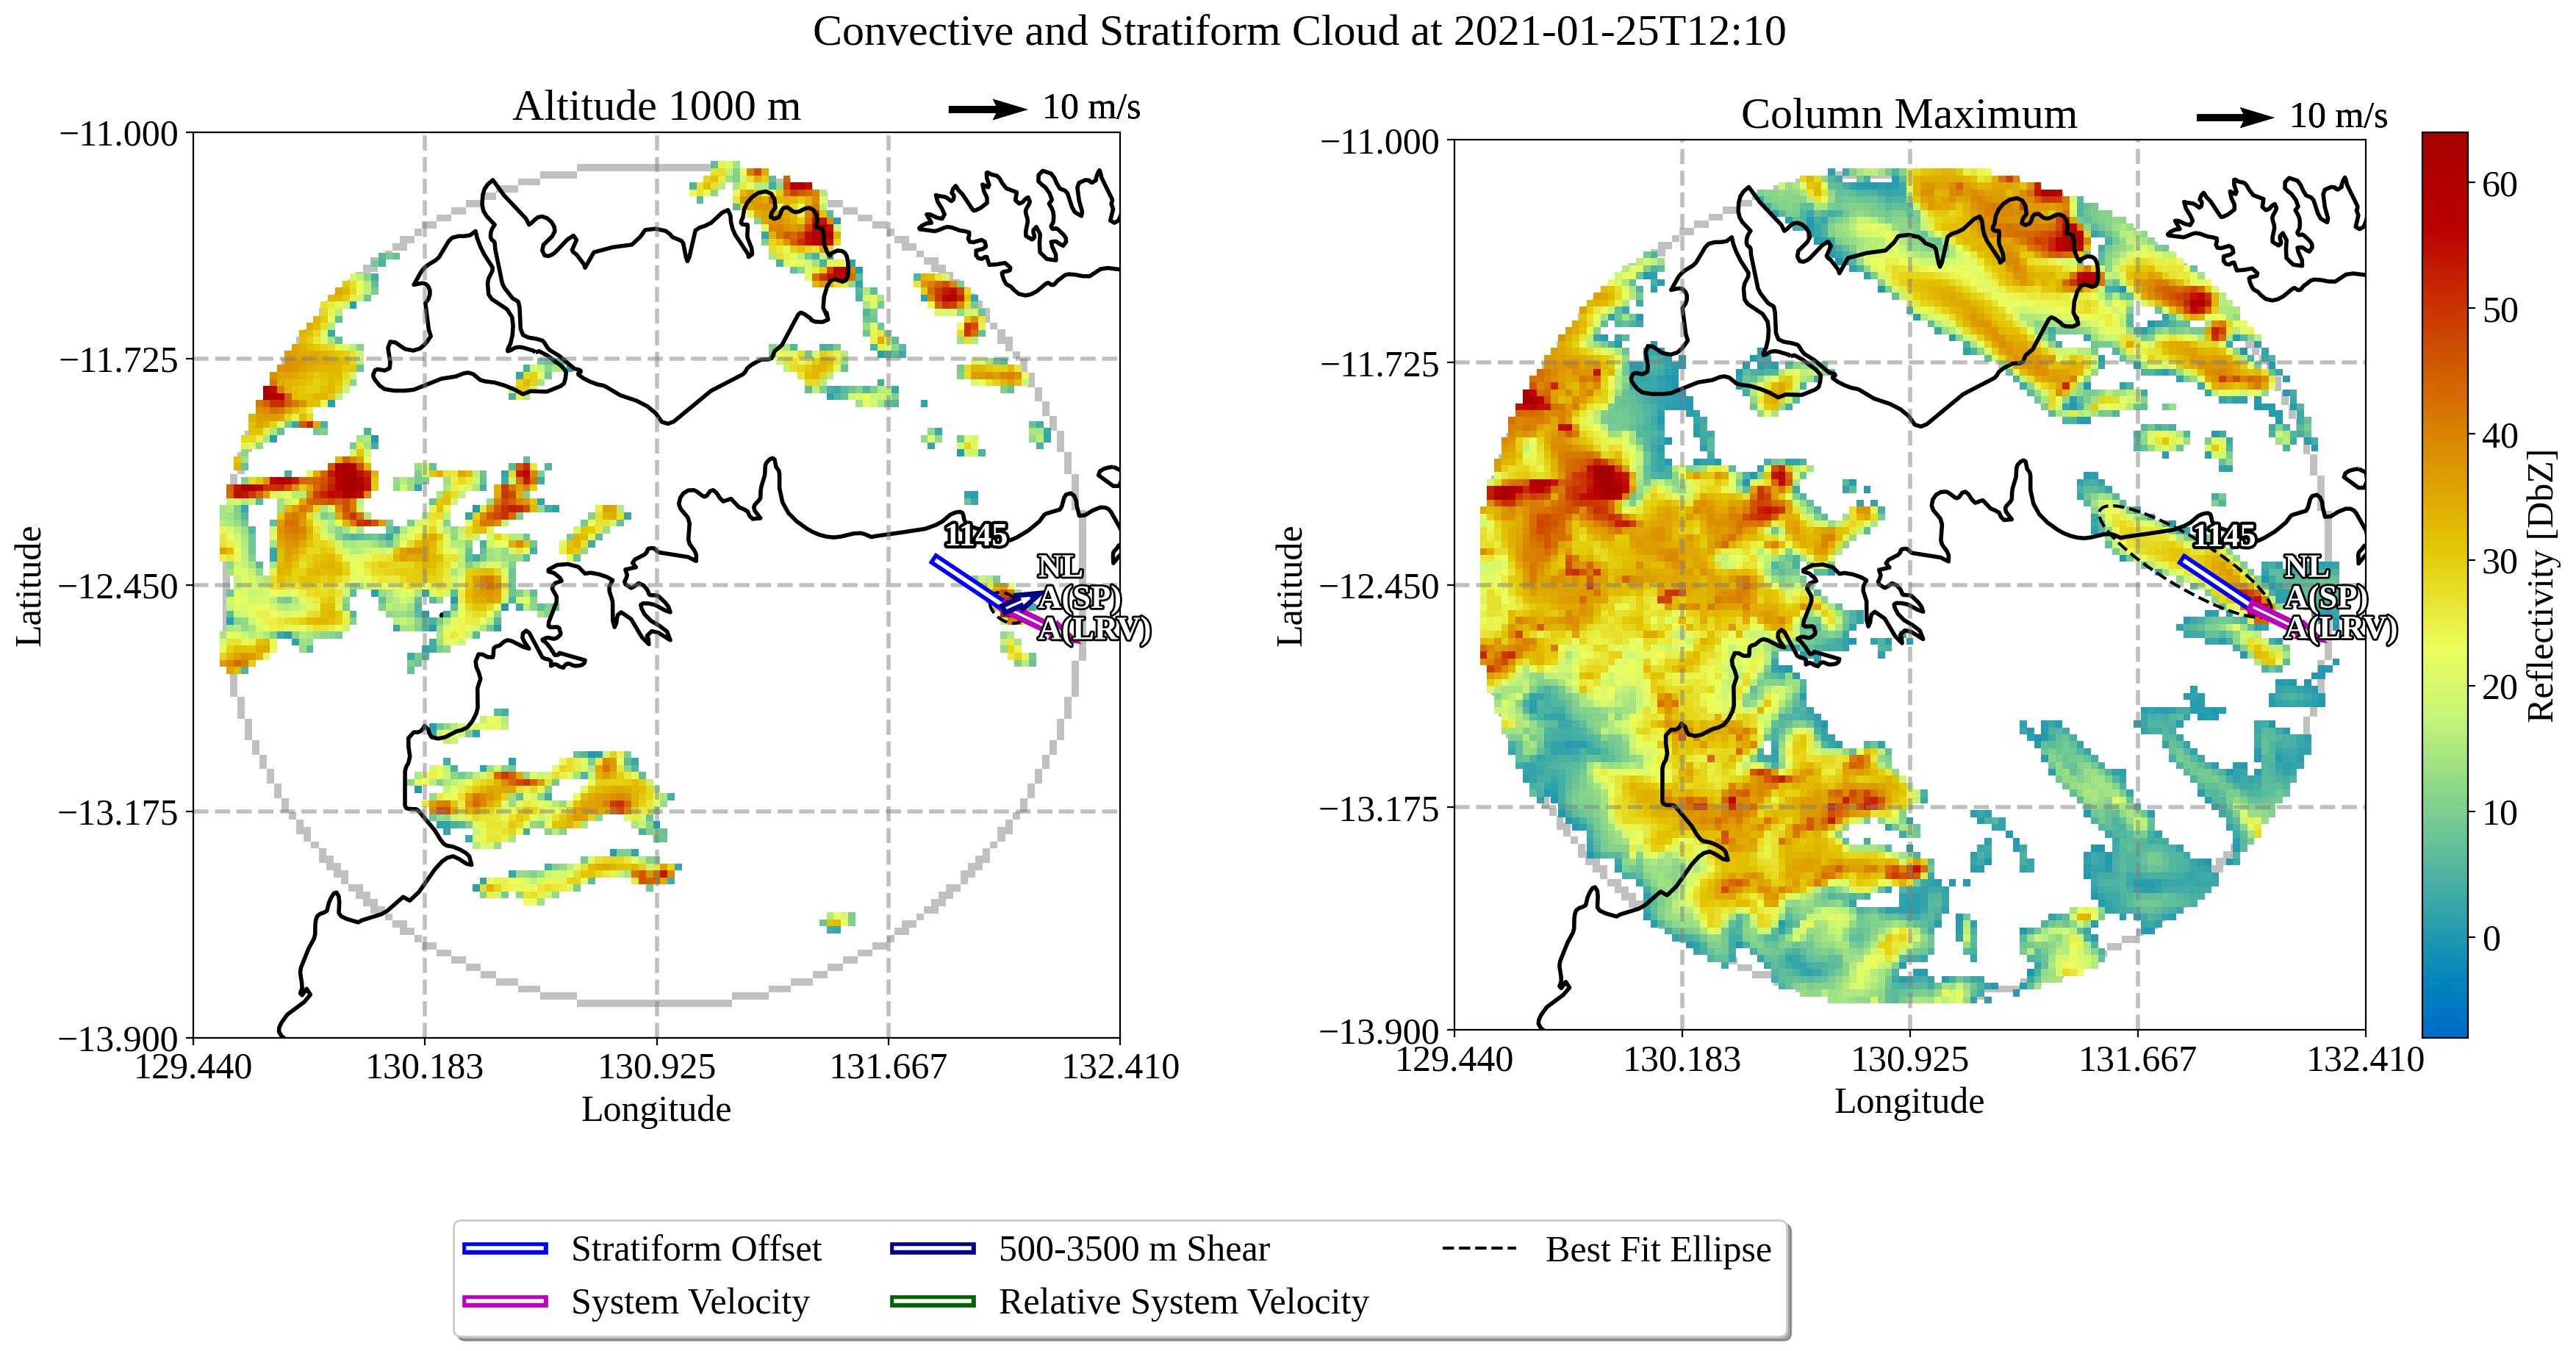 Convective and Stratiform Cloud at 2021-01-25T12:10
Altitude 1000 m
10 m/s
−11.000
−11.725
−12.450
−13.175
−13.900
129.440
130.183
130.925
131.667
132.410
Latitude
Longitude
1145
NL
A(SP)
A(LRV)
Column Maximum
10 m/s
−11.000
−11.725
−12.450
−13.175
−13.900
129.440
130.183
130.925
131.667
132.410
Latitude
Longitude
1145
NL
A(SP)
A(LRV)
60
50
40
30
20
10
0
Reflectivity [DbZ]
Stratiform Offset
500-3500 m Shear
Best Fit Ellipse
System Velocity
Relative System Velocity